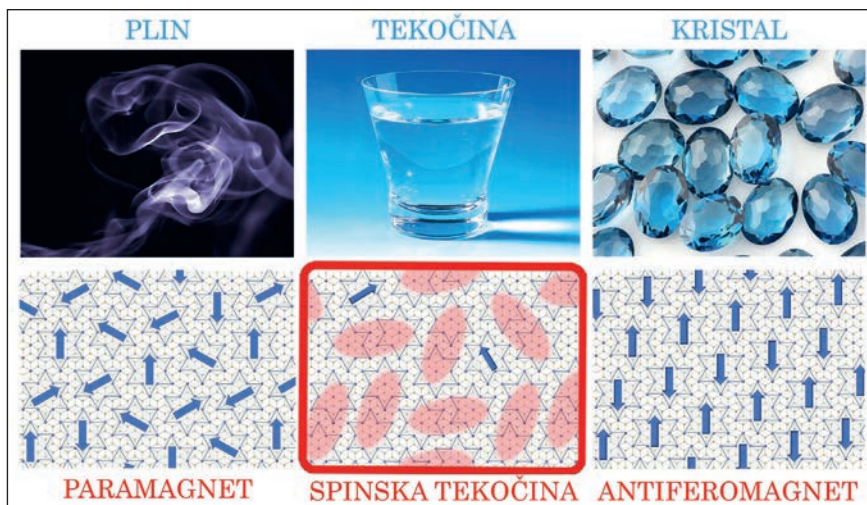 PLIN TEKOČINA KRISTAL
PARAMAGNET SPINSKA TEKOČINA ANTIFEROMAGNET